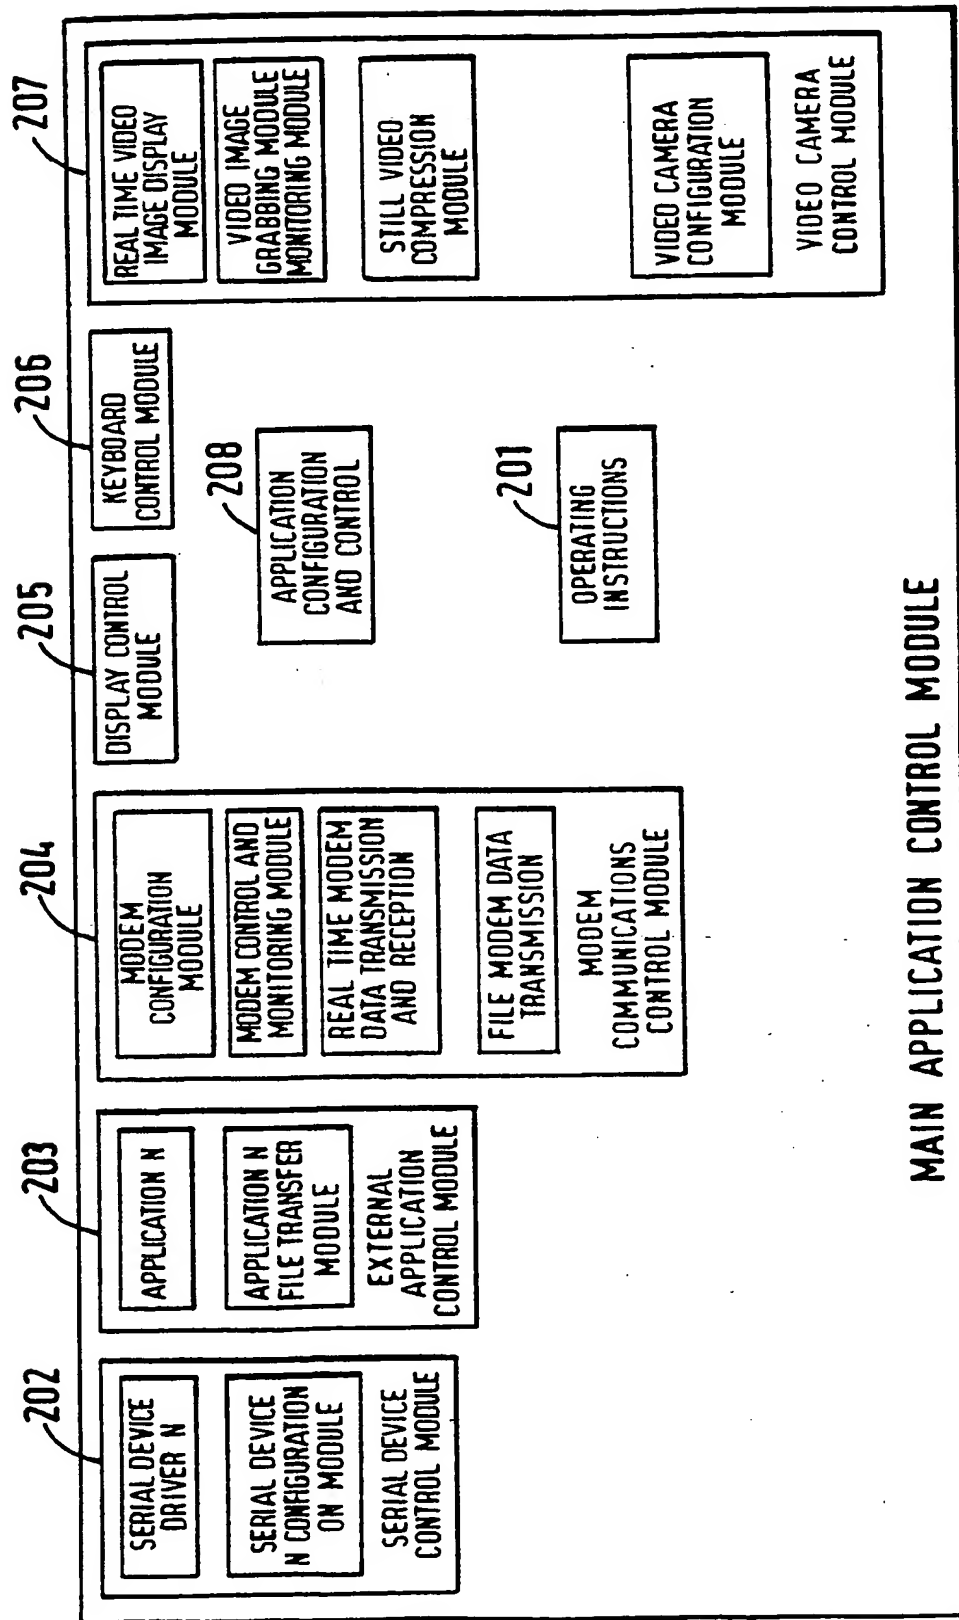 202
SERIAL DEVICE
DRIVER N
SERIAL DEVICE
N CONFIGURATION
ON MODULE
SERIAL DEVICE
CONTROL MODULE
203
APPLICATION N
APPLICATION N
FILE TRANSFER
MODULE
EXTERNAL
APPLICATION
CONTROL MODULE
204
MODEM
CONFIGURATION
MODULE
MODEM CONTROL AND
MONITORING MODULE
REAL TIME MODEM
DATA TRANSMISSION
AND RECEPTION
FILE MODEM DATA
TRANSMISSION
MODEM
COMMUNICATIONS
CONTROL MODULE
205
DISPLAY CONTROL
MODULE
206
KEYBOARD
CONTROL MODULE
208
APPLICATION
CONFIGURATION
AND CONTROL
201
OPERATING
INSTRUCTIONS
207
REAL TIME VIDEO
IMAGE DISPLAY
MODULE
VIDEO IMAGE
GRABBING MODULE
MONITORING MODULE
STILL VIDEO
COMPRESSION
MODULE
VIDEO CAMERA
CONFIGURATION
MODULE
VIDEO CAMERA
CONTROL MODULE
MAIN APPLICATION CONTROL MODULE